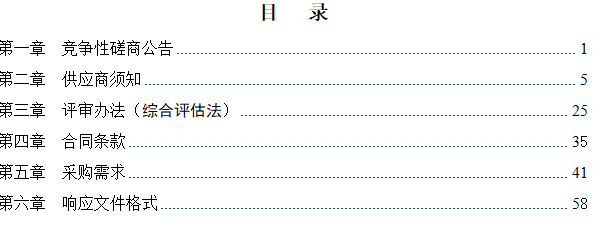 目 录
第一章 竞争性磋商公告 1
第二章 供应商须知 5
第三章 评审办法（综合评估法） 25
第四章 合同条款 35
第五章 采购需求 41
第六章 响应文件格式 58